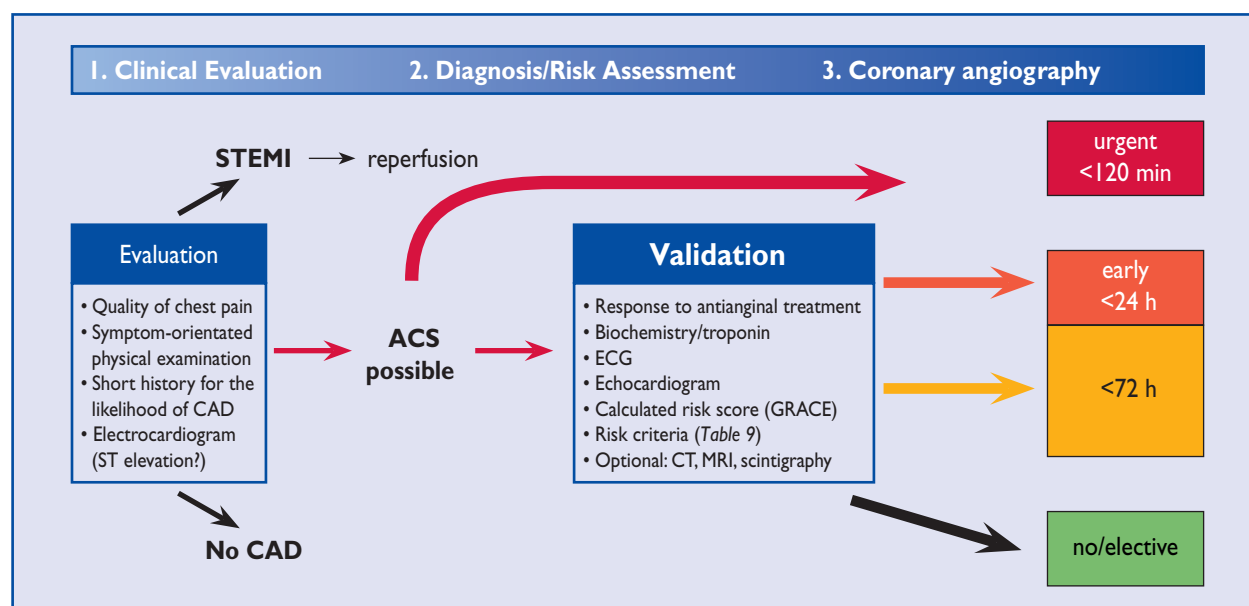 1. Clinical Evaluation 2. Diagnosis/Risk Assessment 3. Coronary angiography
STEMI reperfusion
urgent
<120 min
Evaluation
• Quality of chest pain
• Symptom-orientated
physical examination
• Short history for the
likelihood of CAD
• Electrocardiogram
(ST elevation?)
ACS
possible
Validation
• Response to antianginal treatment
• Biochemistry/troponin
• ECG
• Echocardiogram
• Calculated risk score (GRACE)
• Risk criteria (Table 9)
• Optional: CT, MRI, scintigraphy
early
<24 h
<72 h
No CAD
no/elective